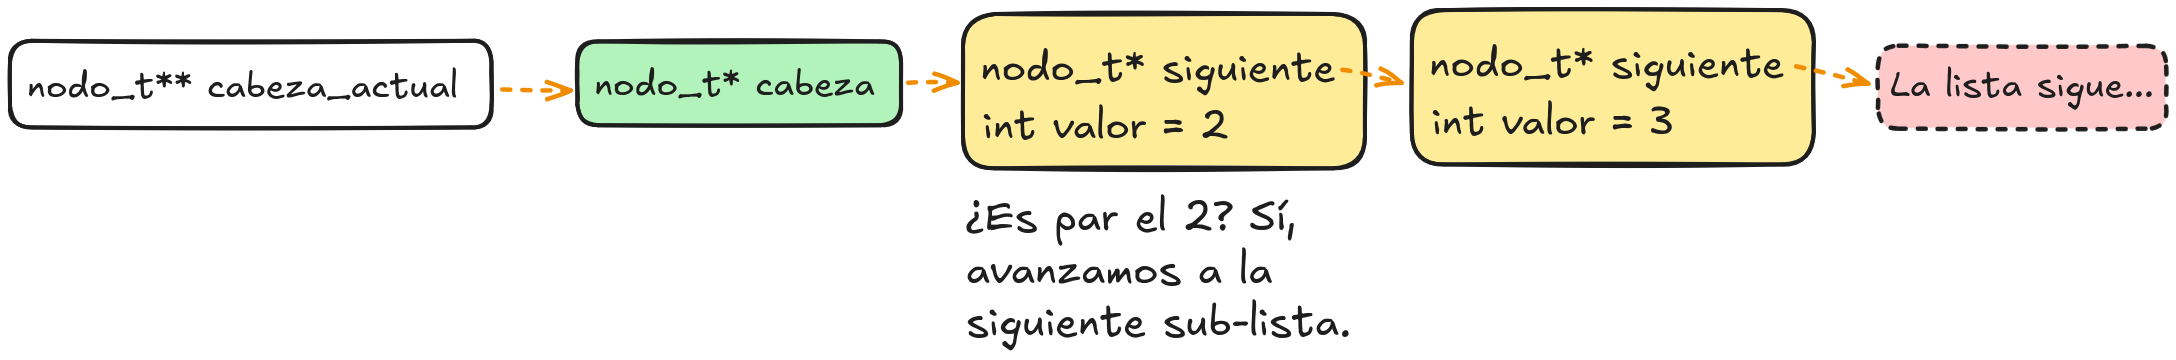 nodo_t** cabeza_actual
nodo_t* cabeza
nodo_t* siguiente
int valor = 2
nodo_t* siguiente
int valor = 3
La lista sigue...
¿Es par el 2? Sí,
avanzamos a la
siguiente sub-lista.